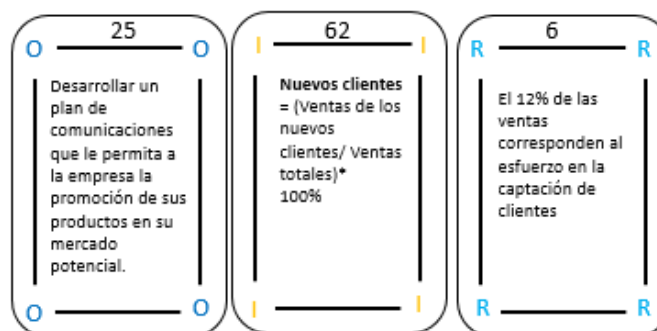 25
O O
Desarrollar un
plan de
comunicaciones
que le permita a
la empresa la
promoción de sus
productos en su
mercado
potencial.
O O
62
I I
Nuevos clientes
= (Ventas de los
nuevos
clientes/ Ventas
totales)*
100%
I I
6
R R
El 12% de las
ventas
corresponden al
esfuerzo en la
captación de
clientes
R R